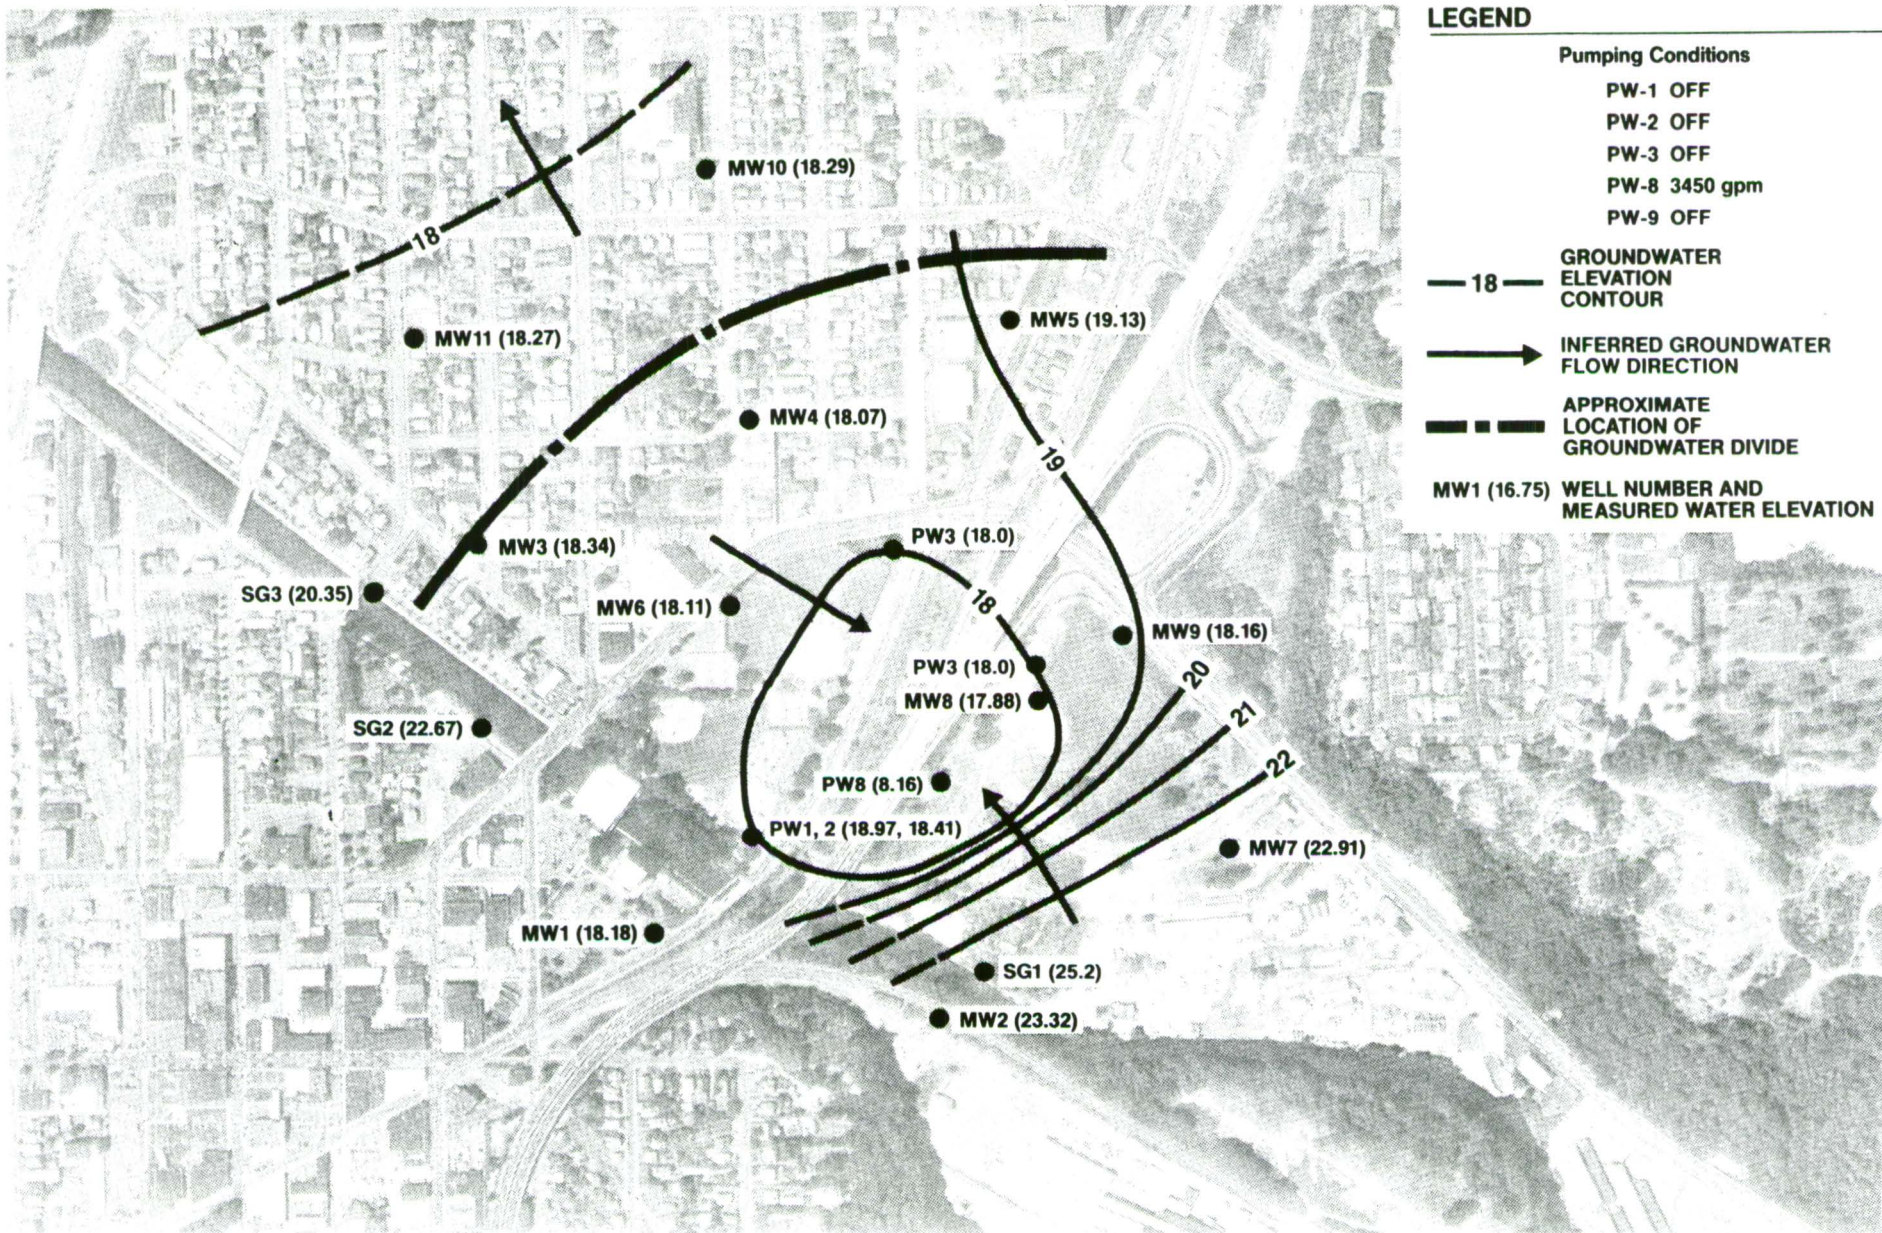 LEGEND
Pumping Conditions
PW-1 OFF
PW-2 OFF
PW-3 OFF
PW-8 3450 gpm
PW-9 OFF
18
GROUNDWATER
ELEVATION
CONTOUR
INFERRED GROUNDWATER
FLOW DIRECTION
APPROXIMATE
LOCATION OF
GROUNDWATER DIVIDE
MW1 (16.75) WELL NUMBER AND
MEASURED WATER ELEVATION
MW10 (18.29)
18
MW5 (19.13)
MW11 (18.27)
MW4 (18.07)
19
PW3 (18.0)
MW3 (18.34)
SG3 (20.35)
MW6 (18.11)
18
MW9 (18.16)
PW3 (18.0)
MW8 (17.88)
20
SG2 (22.67)
21
22
PW8 (8.16)
PW1, 2 (18.97, 18.41)
MW7 (22.91)
MW1 (18.18)
SG1 (25.2)
MW2 (23.32)